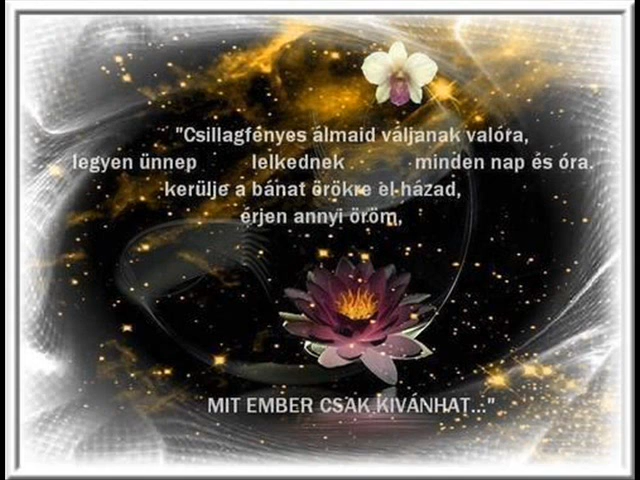 "Csillagfényes álmaid váljanak valóra,
legyen ünnep lelkednek minden nap és óra.
kerülje a bánat örökre el házad,
érjen annyi öröm,
MIT EMBER CSAK KIVÁNHAT..."